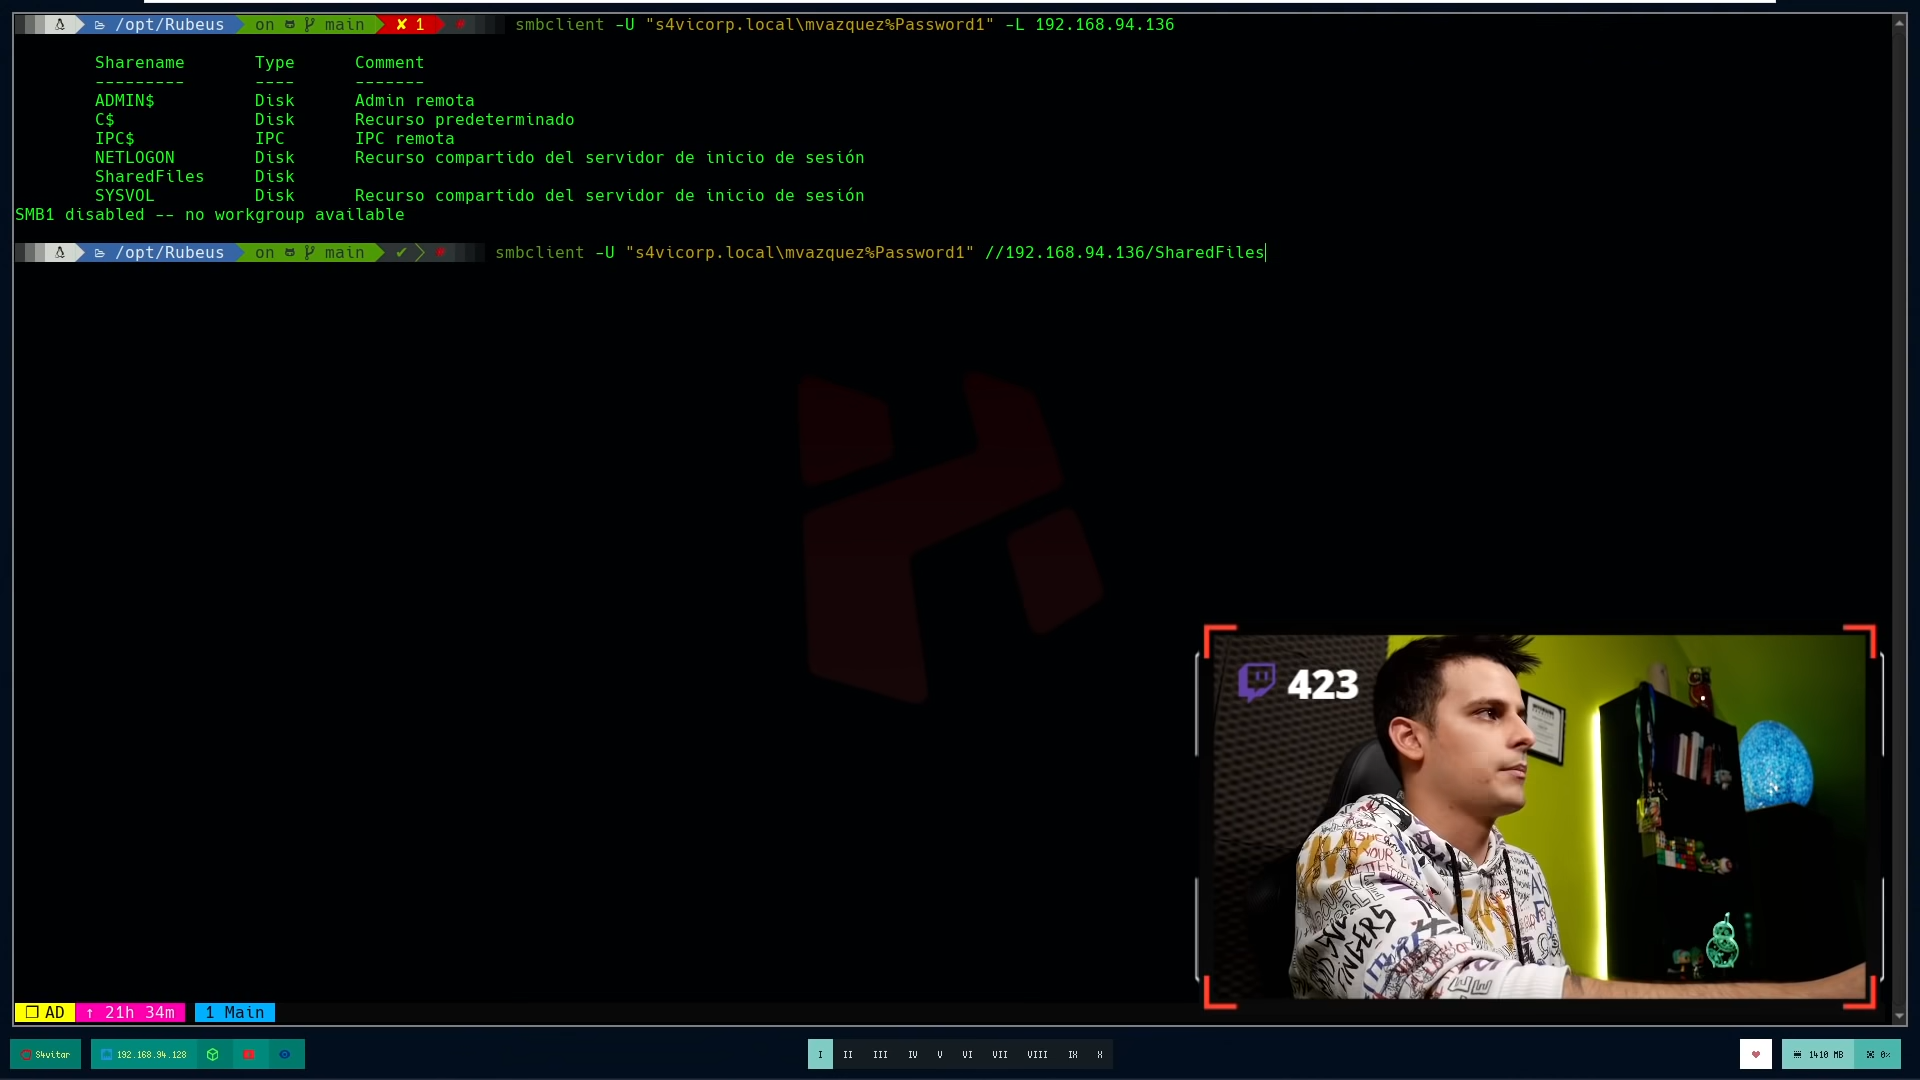 /opt/Rubeus on main ✘ 1 smbclient -U "s4vicorp.local\mvazquez%Password1" -L 192.168.94.136
Sharename Type Comment
--------- ---- -------
ADMIN$ Disk Admin remota
C$ Disk Recurso predeterminado
IPC$ IPC IPC remota
NETLOGON Disk Recurso compartido del servidor de inicio de sesión
SharedFiles Disk
SYSVOL Disk Recurso compartido del servidor de inicio de sesión
SMB1 disabled -- no workgroup available
/opt/Rubeus on main ✔ smbclient -U "s4vicorp.local\mvazquez%Password1" //192.168.94.136/SharedFiles
423
❐ AD ↑ 21h 34m 1 Main
S4vitar 192.168.94.128 I II III IV V VI VII VIII IX X 1410 MB 0%